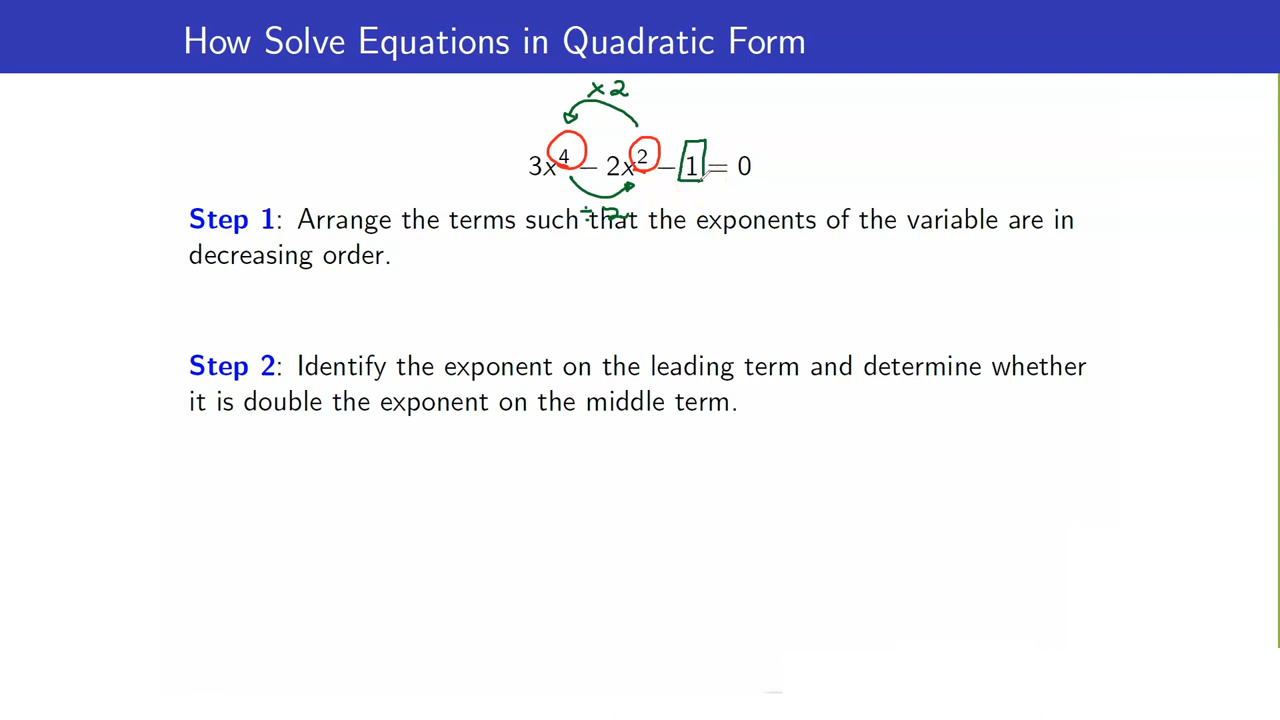 How Solve Equations in Quadratic Form
×2
3x⁴ – 2x² – 1 = 0
÷2
Step 1: Arrange the terms such that the exponents of the variable are in
decreasing order.
Step 2: Identify the exponent on the leading term and determine whether
it is double the exponent on the middle term.